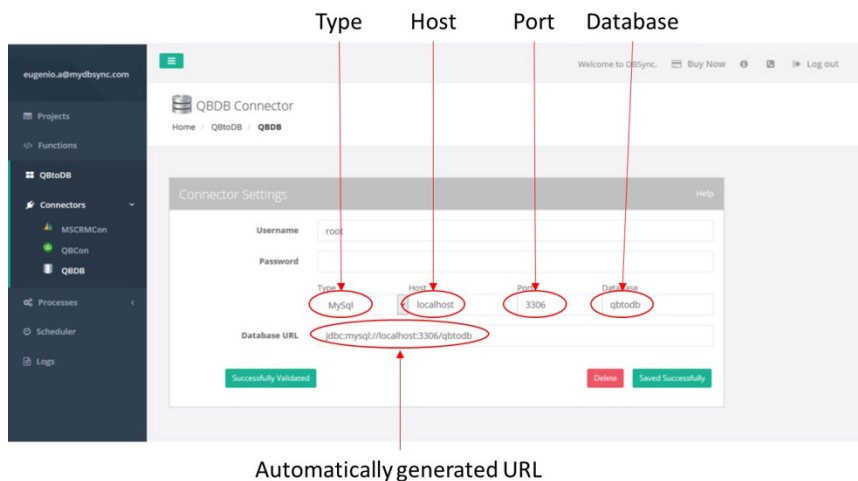 Type Host Port Database
eugenio.a@mydbsync.com
Welcome to DBSync. Buy Now Log out
QBDB Connector
Home / QBtoDB / QBDB
Projects
Functions
QBtoDB
Connectors
MSCRMCon
QBCon
QBDB
Processes
Scheduler
Logs
Connector Settings Help
Username root
Password
Type Host Port Database
MySql localhost 3306 qbtodb
Database URL jdbc:mysql://localhost:3306/qbtodb
Successfully Validated Delete Saved Successfully
Automatically generated URL